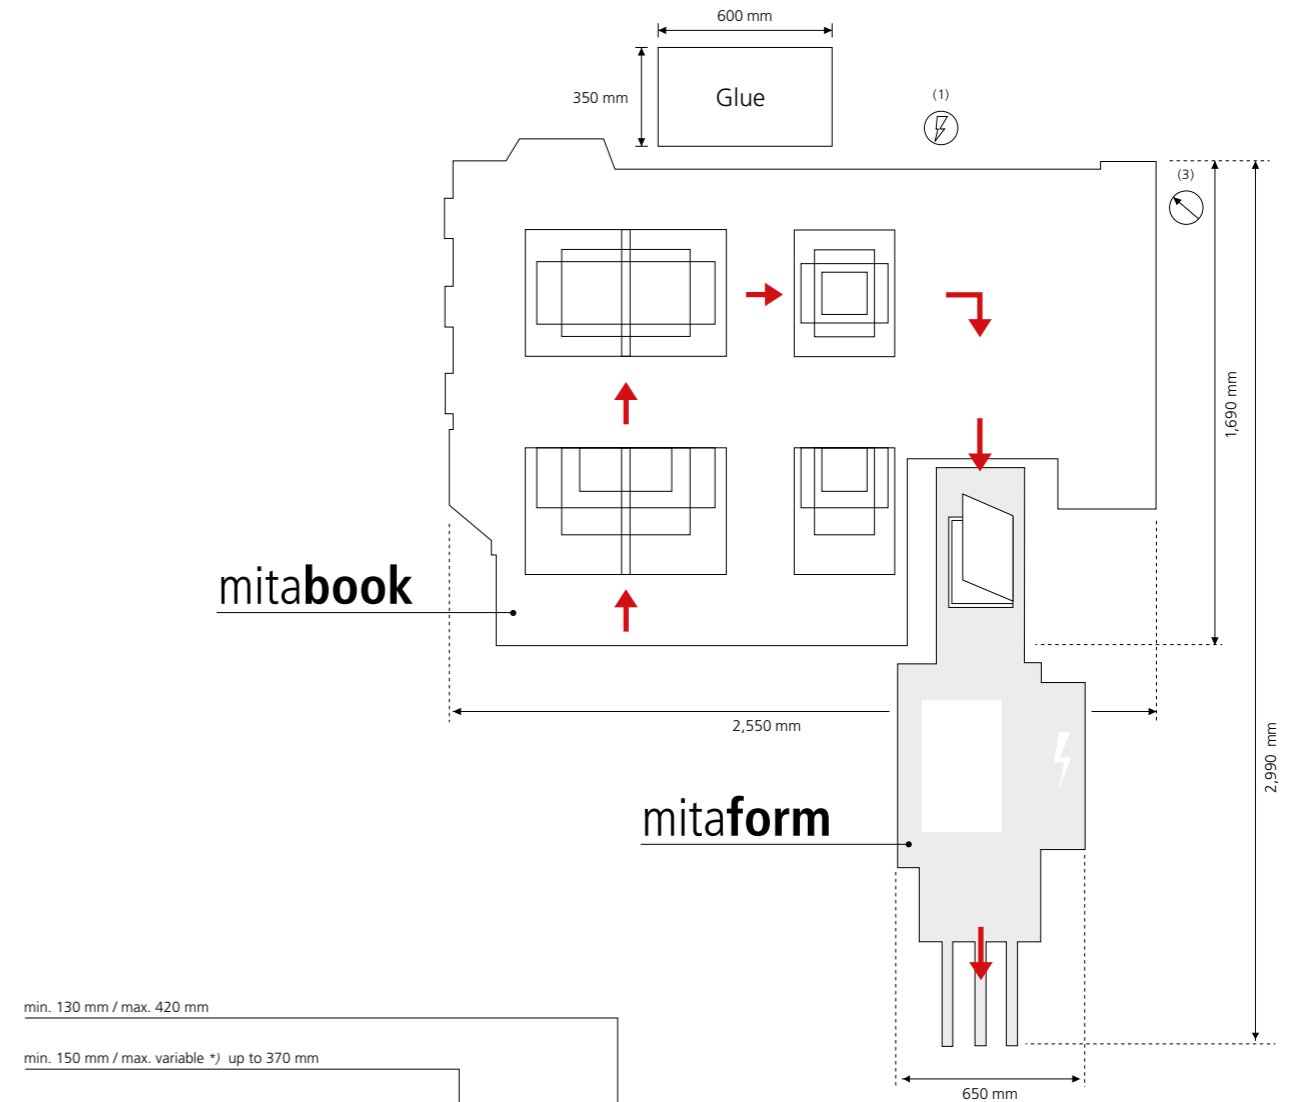 600 mm
350 mm
Glue
(1)
(3)
1,690 mm
mitabook
2,550 mm
2,990 mm
mitaform
min. 130 mm / max. 420 mm
min. 150 mm / max. variable *) up to 370 mm
650 mm